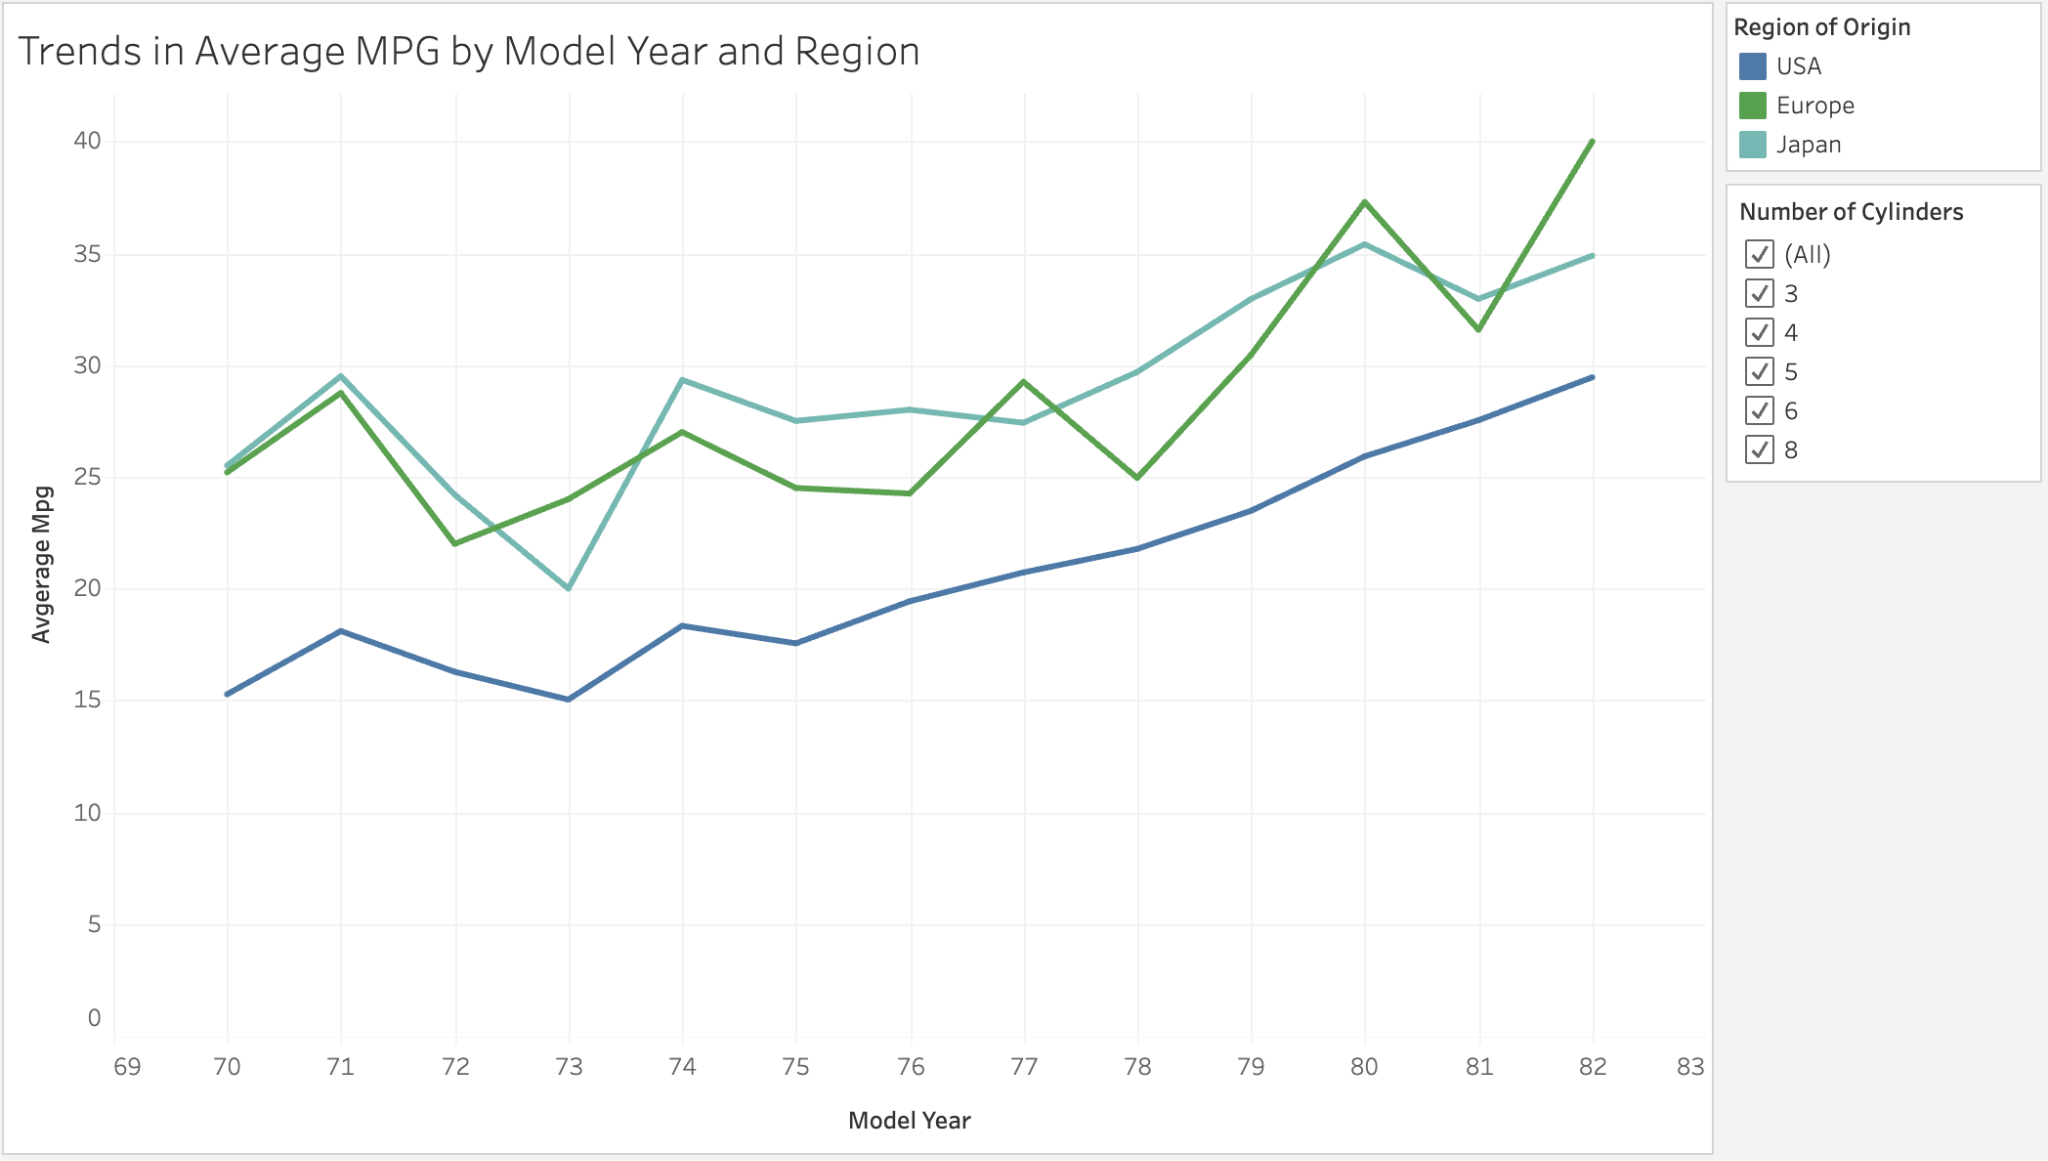 Trends in Average MPG by Model Year and Region
Avgerage Mpg
40
35
30
25
20
15
10
5
0
69 70 71 72 73 74 75 76 77 78 79 80 81 82 83
Model Year
Region of Origin
USA
Europe
Japan
Number of Cylinders
(All)
3
4
5
6
8